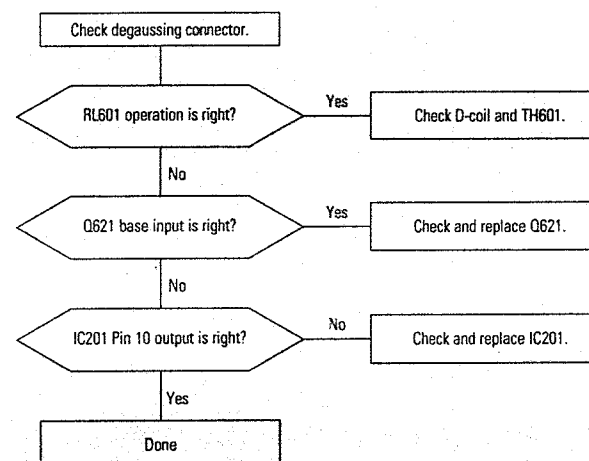 Check degaussing connector.
RL601 operation is right?
Yes
Check D-coil and TH601.
No
Q621 base input is right?
Yes
Check and replace Q621.
No
IC201 Pin 10 output is right?
No
Check and replace IC201.
Yes
Done